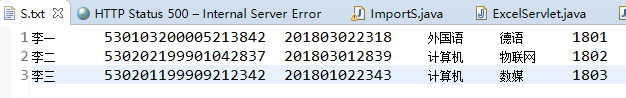 S.txt HTTP Status 500 – Internal Server Error ImportS.java ExcelServlet.java
1 李一 530103200005213842 201803022318 外国语 德语 1801
2 李二 530202199901042837 201803012839 计算机 物联网 1802
3 李三 530201199909212342 201801022343 计算机 数媒 1803